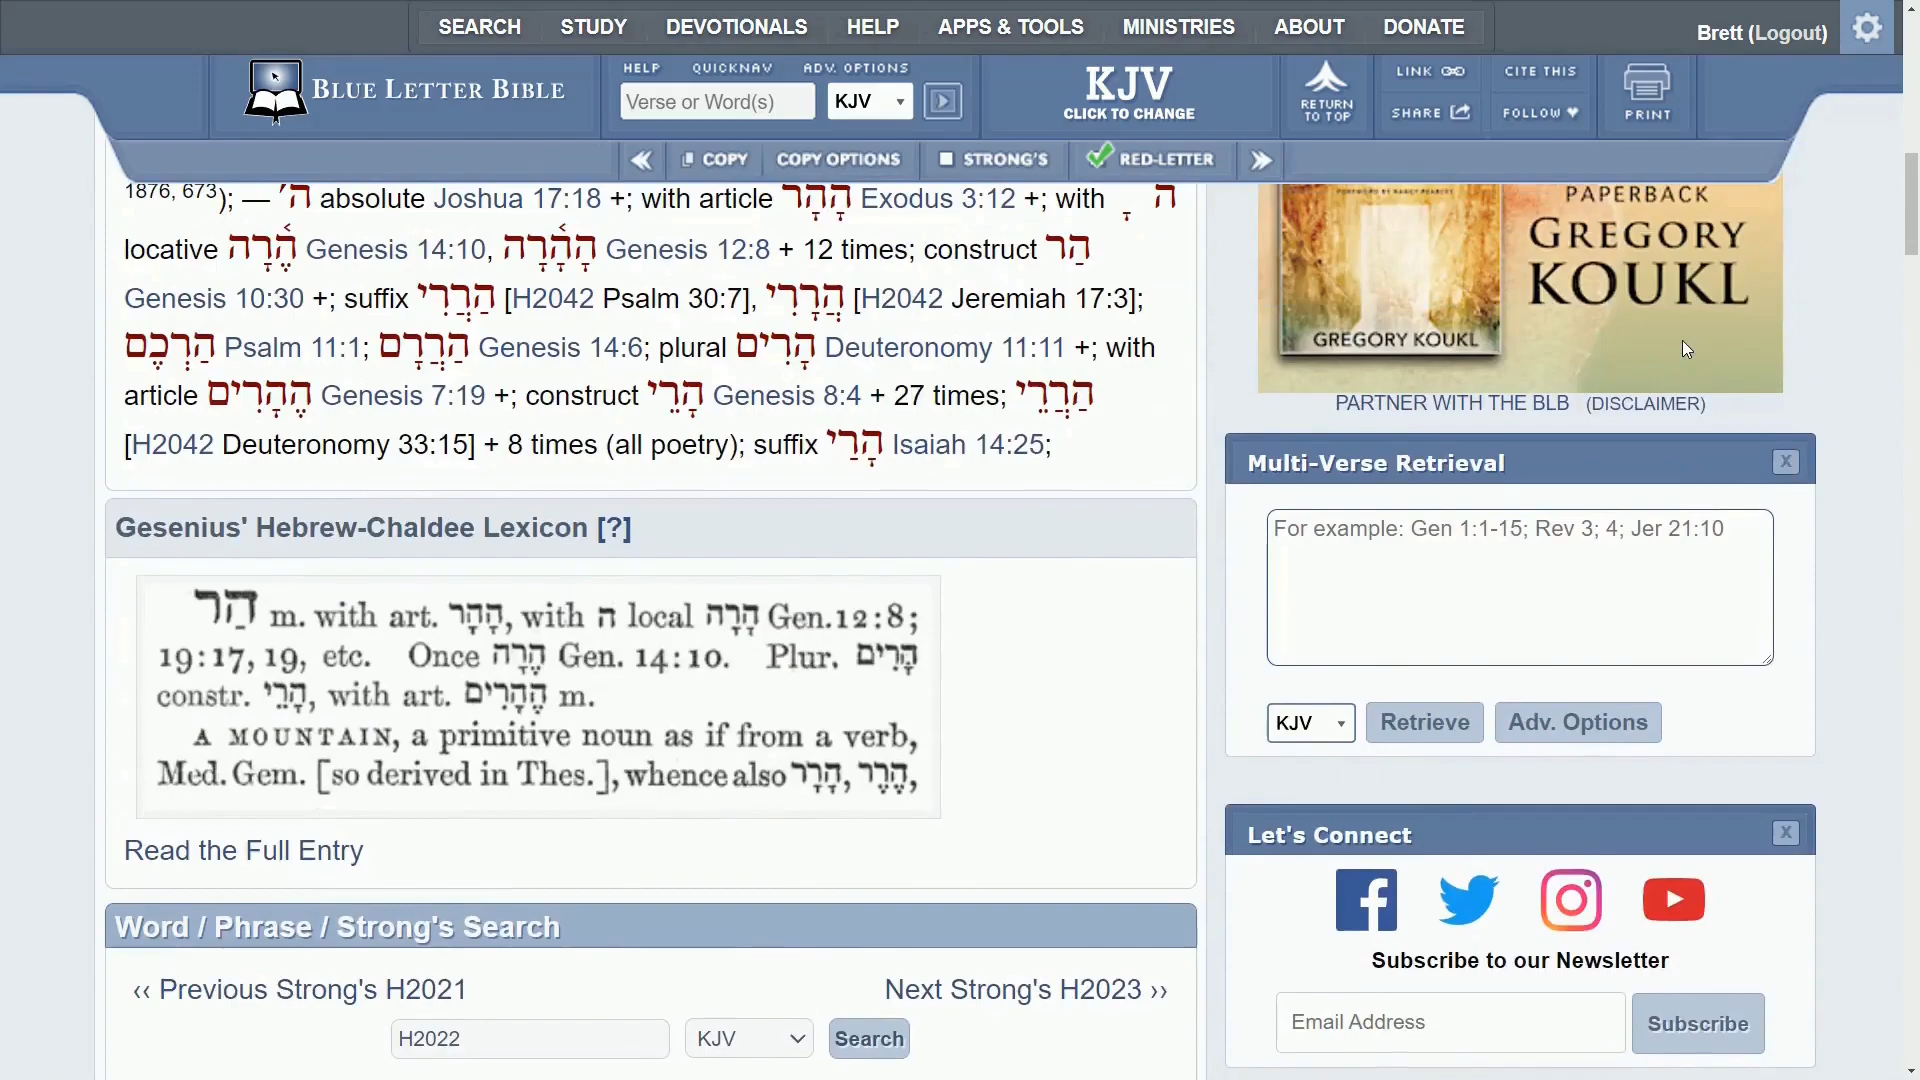 SEARCH STUDY DEVOTIONALS HELP APPS & TOOLS MINISTRIES ABOUT DONATE
Brett (Logout)
BLUE LETTER BIBLE
HELP QUICKNAV ADV. OPTIONS
Verse or Word(s) KJV
KJV
CLICK TO CHANGE
RETURN
TO TOP
LINK CITE THIS
SHARE FOLLOW
PRINT
COPY COPY OPTIONS STRONG'S RED-LETTER
1876, 673); — ה׳ absolute Joshua 17:18 +; with article הָהָר Exodus 3:12 +; with ה ָ
locative הֶ֫רָה Genesis 14:10, הָהָ֫רָה Genesis 12:8 + 12 times; construct הַר
Genesis 10:30 +; suffix הַרְרִי [H2042 Psalm 30:7], הֲרָרִי [H2042 Jeremiah 17:3];
הַרְכֶם Psalm 11:1; הַרֲרָם Genesis 14:6; plural הָרִים Deuteronomy 11:11 +; with
article הֶהָרִים Genesis 7:19 +; construct הָרֵי Genesis 8:4 + 27 times; הַרֲרֵי
[H2042 Deuteronomy 33:15] + 8 times (all poetry); suffix הָרַי Isaiah 14:25;
Gesenius' Hebrew-Chaldee Lexicon [?]
הַר m. with art. הָהָר, with ה local הָרָה Gen. 12:8;
19:17, 19, etc. Once הֶרָה Gen. 14:10. Plur. הָרִים
constr. הָרֵי, with art. הֶהָרִים m.
A MOUNTAIN, a primitive noun as if from a verb,
Med. Gem. [so derived in Thes.], whence also הָרָר, הֶרֶר,
Read the Full Entry
Word / Phrase / Strong's Search
‹‹ Previous Strong's H2021 Next Strong's H2023 ››
H2022 KJV Search
PAPERBACK
GREGORY
KOUKL
GREGORY KOUKL
PARTNER WITH THE BLB (DISCLAIMER)
Multi-Verse Retrieval X
For example: Gen 1:1-15; Rev 3; 4; Jer 21:10
KJV Retrieve Adv. Options
Let's Connect X
Subscribe to our Newsletter
Email Address Subscribe